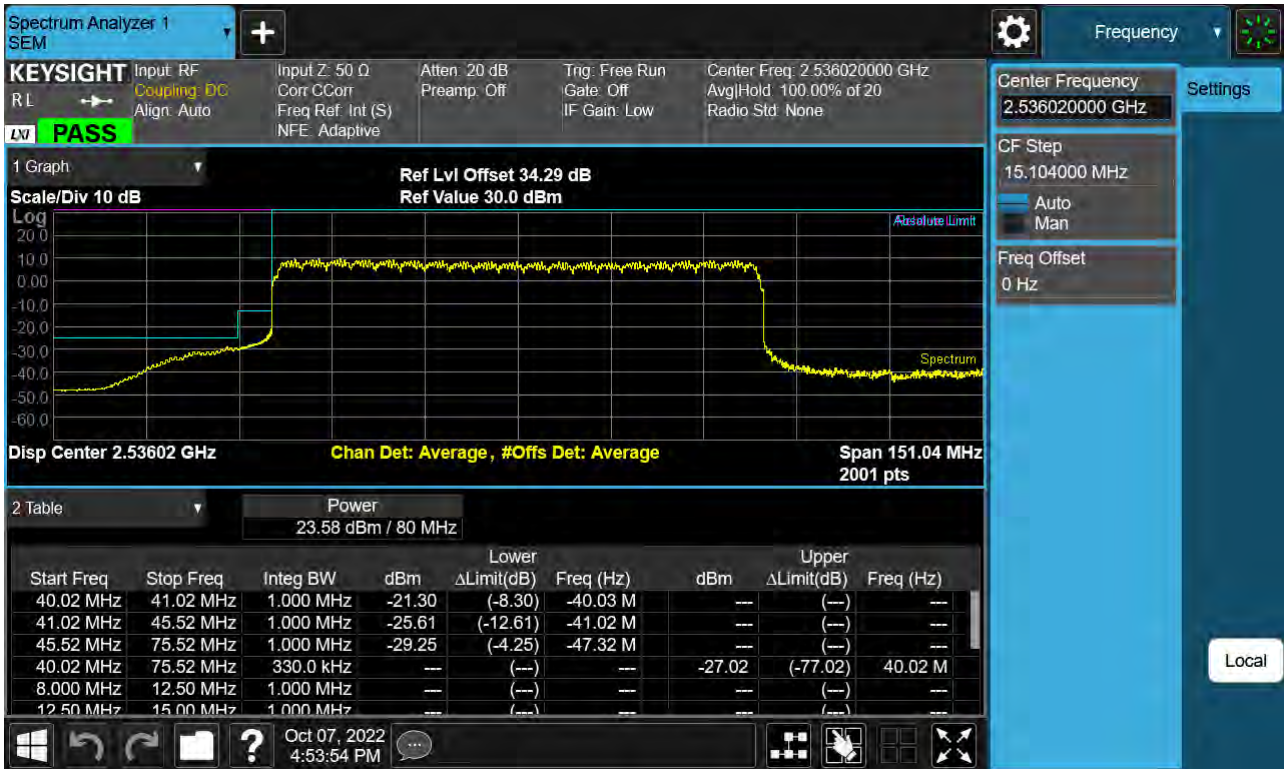 Spectrum Analyzer 1
SEM
+
Frequency
KEYSIGHT
R L
LXI
PASS
Input: RF
Coupling: DC
Align: Auto
Input Z: 50 Ω
Corr CCorr
Freq Ref: Int (S)
NFE: Adaptive
Atten: 20 dB
Preamp: Off
Trig: Free Run
Gate: Off
IF Gain: Low
Center Freq: 2.536020000 GHz
Avg|Hold: 100.00% of 20
Radio Std: None
Center Frequency
2.536020000 GHz
Settings
CF Step
15.104000 MHz
Auto
Man
Freq Offset
0 Hz
Local
1 Graph
Scale/Div 10 dB
Ref Lvl Offset 34.29 dB
Ref Value 30.0 dBm
Log
20.0
10.0
0.00
-10.0
-20.0
-30.0
-40.0
-50.0
-60.0
Absolute Limit
Spectrum
Disp Center 2.53602 GHz
Chan Det: Average , #Offs Det: Average
Span 151.04 MHz
2001 pts
2 Table
Power
23.58 dBm / 80 MHz
Lower Upper
Start Freq Stop Freq Integ BW dBm ΔLimit(dB) Freq (Hz) dBm ΔLimit(dB) Freq (Hz)
40.02 MHz 41.02 MHz 1.000 MHz -21.30 (-8.30) -40.03 M --- (---) ---
41.02 MHz 45.52 MHz 1.000 MHz -25.61 (-12.61) -41.02 M --- (---) ---
45.52 MHz 75.52 MHz 1.000 MHz -29.25 (-4.25) -47.32 M --- (---) ---
40.02 MHz 75.52 MHz 330.0 kHz --- (---) --- -27.02 (-77.02) 40.02 M
8.000 MHz 12.50 MHz 1.000 MHz --- (---) --- --- (---) ---
12.50 MHz 15.00 MHz 1.000 MHz --- (---) --- --- (---) ---
?
Oct 07, 2022
4:53:54 PM